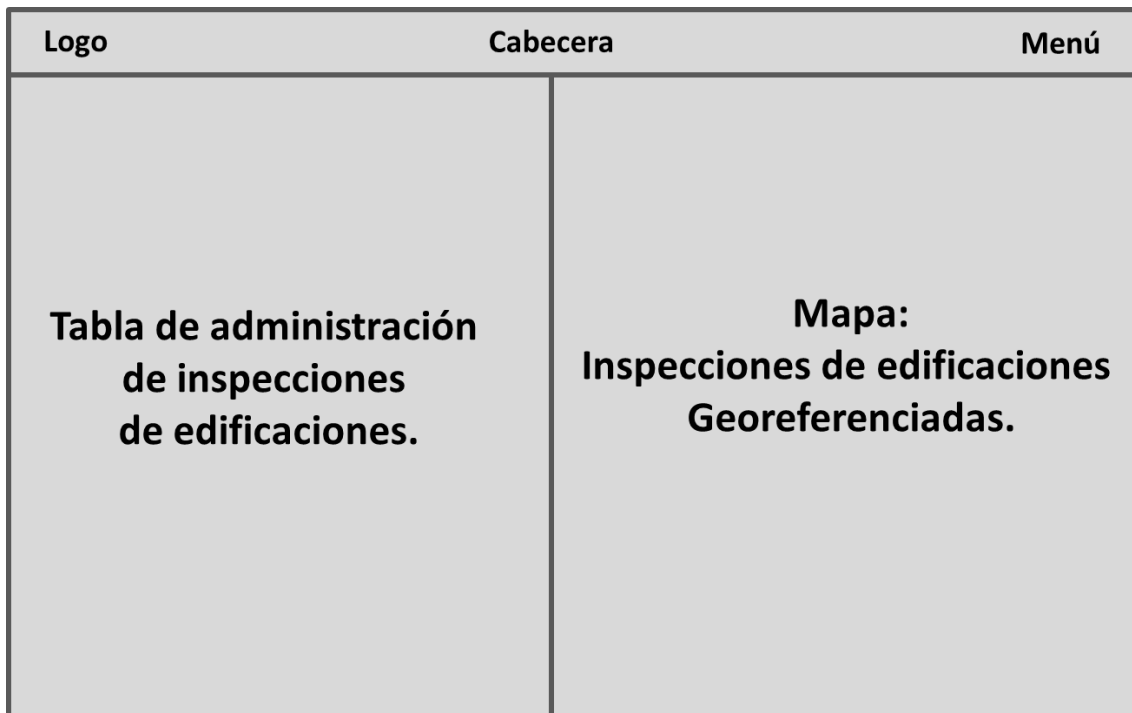 Logo
Cabecera
Menú
Tabla de administración
de inspecciones
de edificaciones.
Mapa:
Inspecciones de edificaciones
Georeferenciadas.